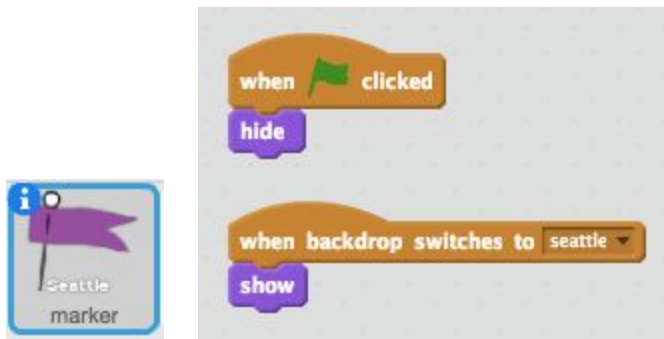 when clicked
hide
when backdrop switches to seattle
show
i
Seattle
marker